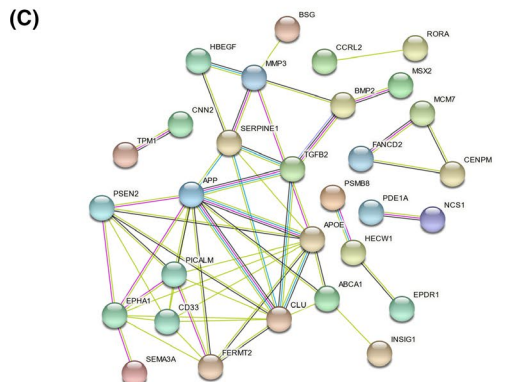 (C)
BSG
RORA
HBEGF
CCRL2
MMP3
MSX2
BMP2
MCM7
CNN2
SERPINE1
TPM1
FANCD2
TGFB2
CENPM
APP
PSMB8
PSEN2
PDE1A
NCS1
APOE
HECW1
PICALM
ABCA1
EPHA1
CD33
CLU
EPDR1
INSIG1
SEMA3A
FERMT2